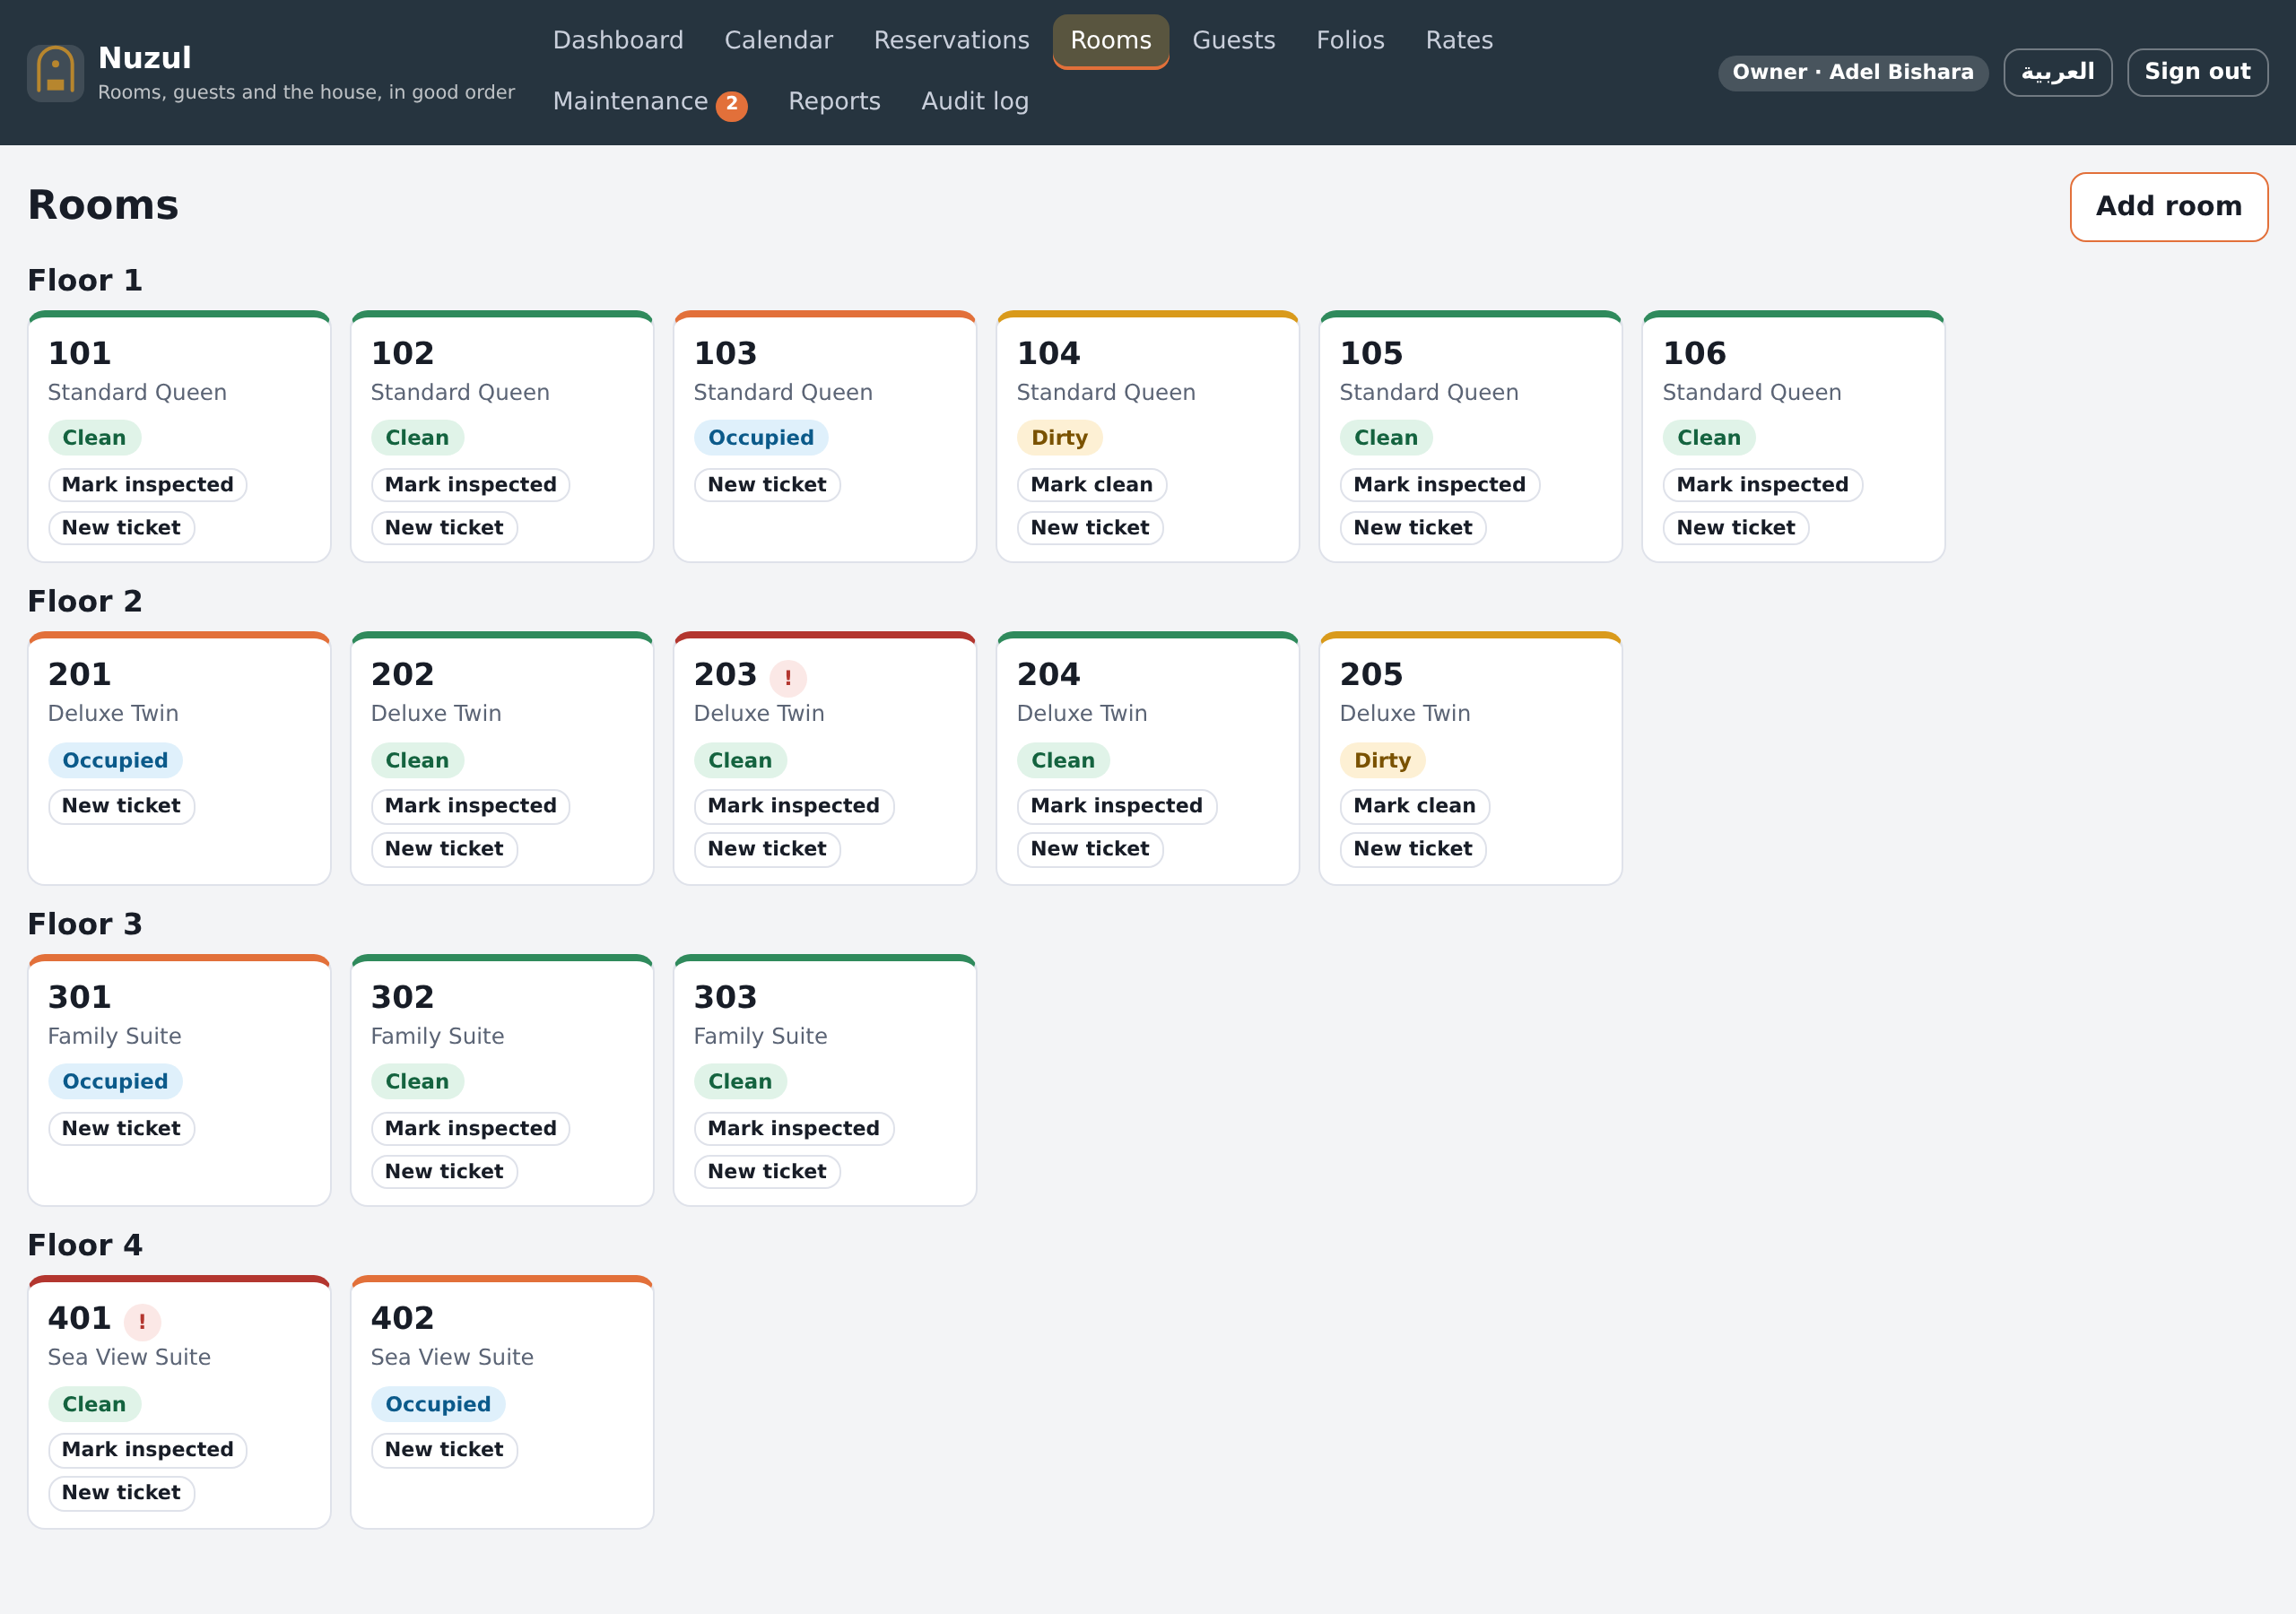 Nuzul
Rooms, guests and the house, in good order
Dashboard Calendar Reservations Rooms Guests Folios Rates
Maintenance 2 Reports Audit log
Owner · Adel Bishara العربية Sign out
Rooms
Add room
Floor 1
101
Standard Queen
Clean
Mark inspected
New ticket
102
Standard Queen
Clean
Mark inspected
New ticket
103
Standard Queen
Occupied
New ticket
104
Standard Queen
Dirty
Mark clean
New ticket
105
Standard Queen
Clean
Mark inspected
New ticket
106
Standard Queen
Clean
Mark inspected
New ticket
Floor 2
201
Deluxe Twin
Occupied
New ticket
202
Deluxe Twin
Clean
Mark inspected
New ticket
203 !
Deluxe Twin
Clean
Mark inspected
New ticket
204
Deluxe Twin
Clean
Mark inspected
New ticket
205
Deluxe Twin
Dirty
Mark clean
New ticket
Floor 3
301
Family Suite
Occupied
New ticket
302
Family Suite
Clean
Mark inspected
New ticket
303
Family Suite
Clean
Mark inspected
New ticket
Floor 4
401 !
Sea View Suite
Clean
Mark inspected
New ticket
402
Sea View Suite
Occupied
New ticket